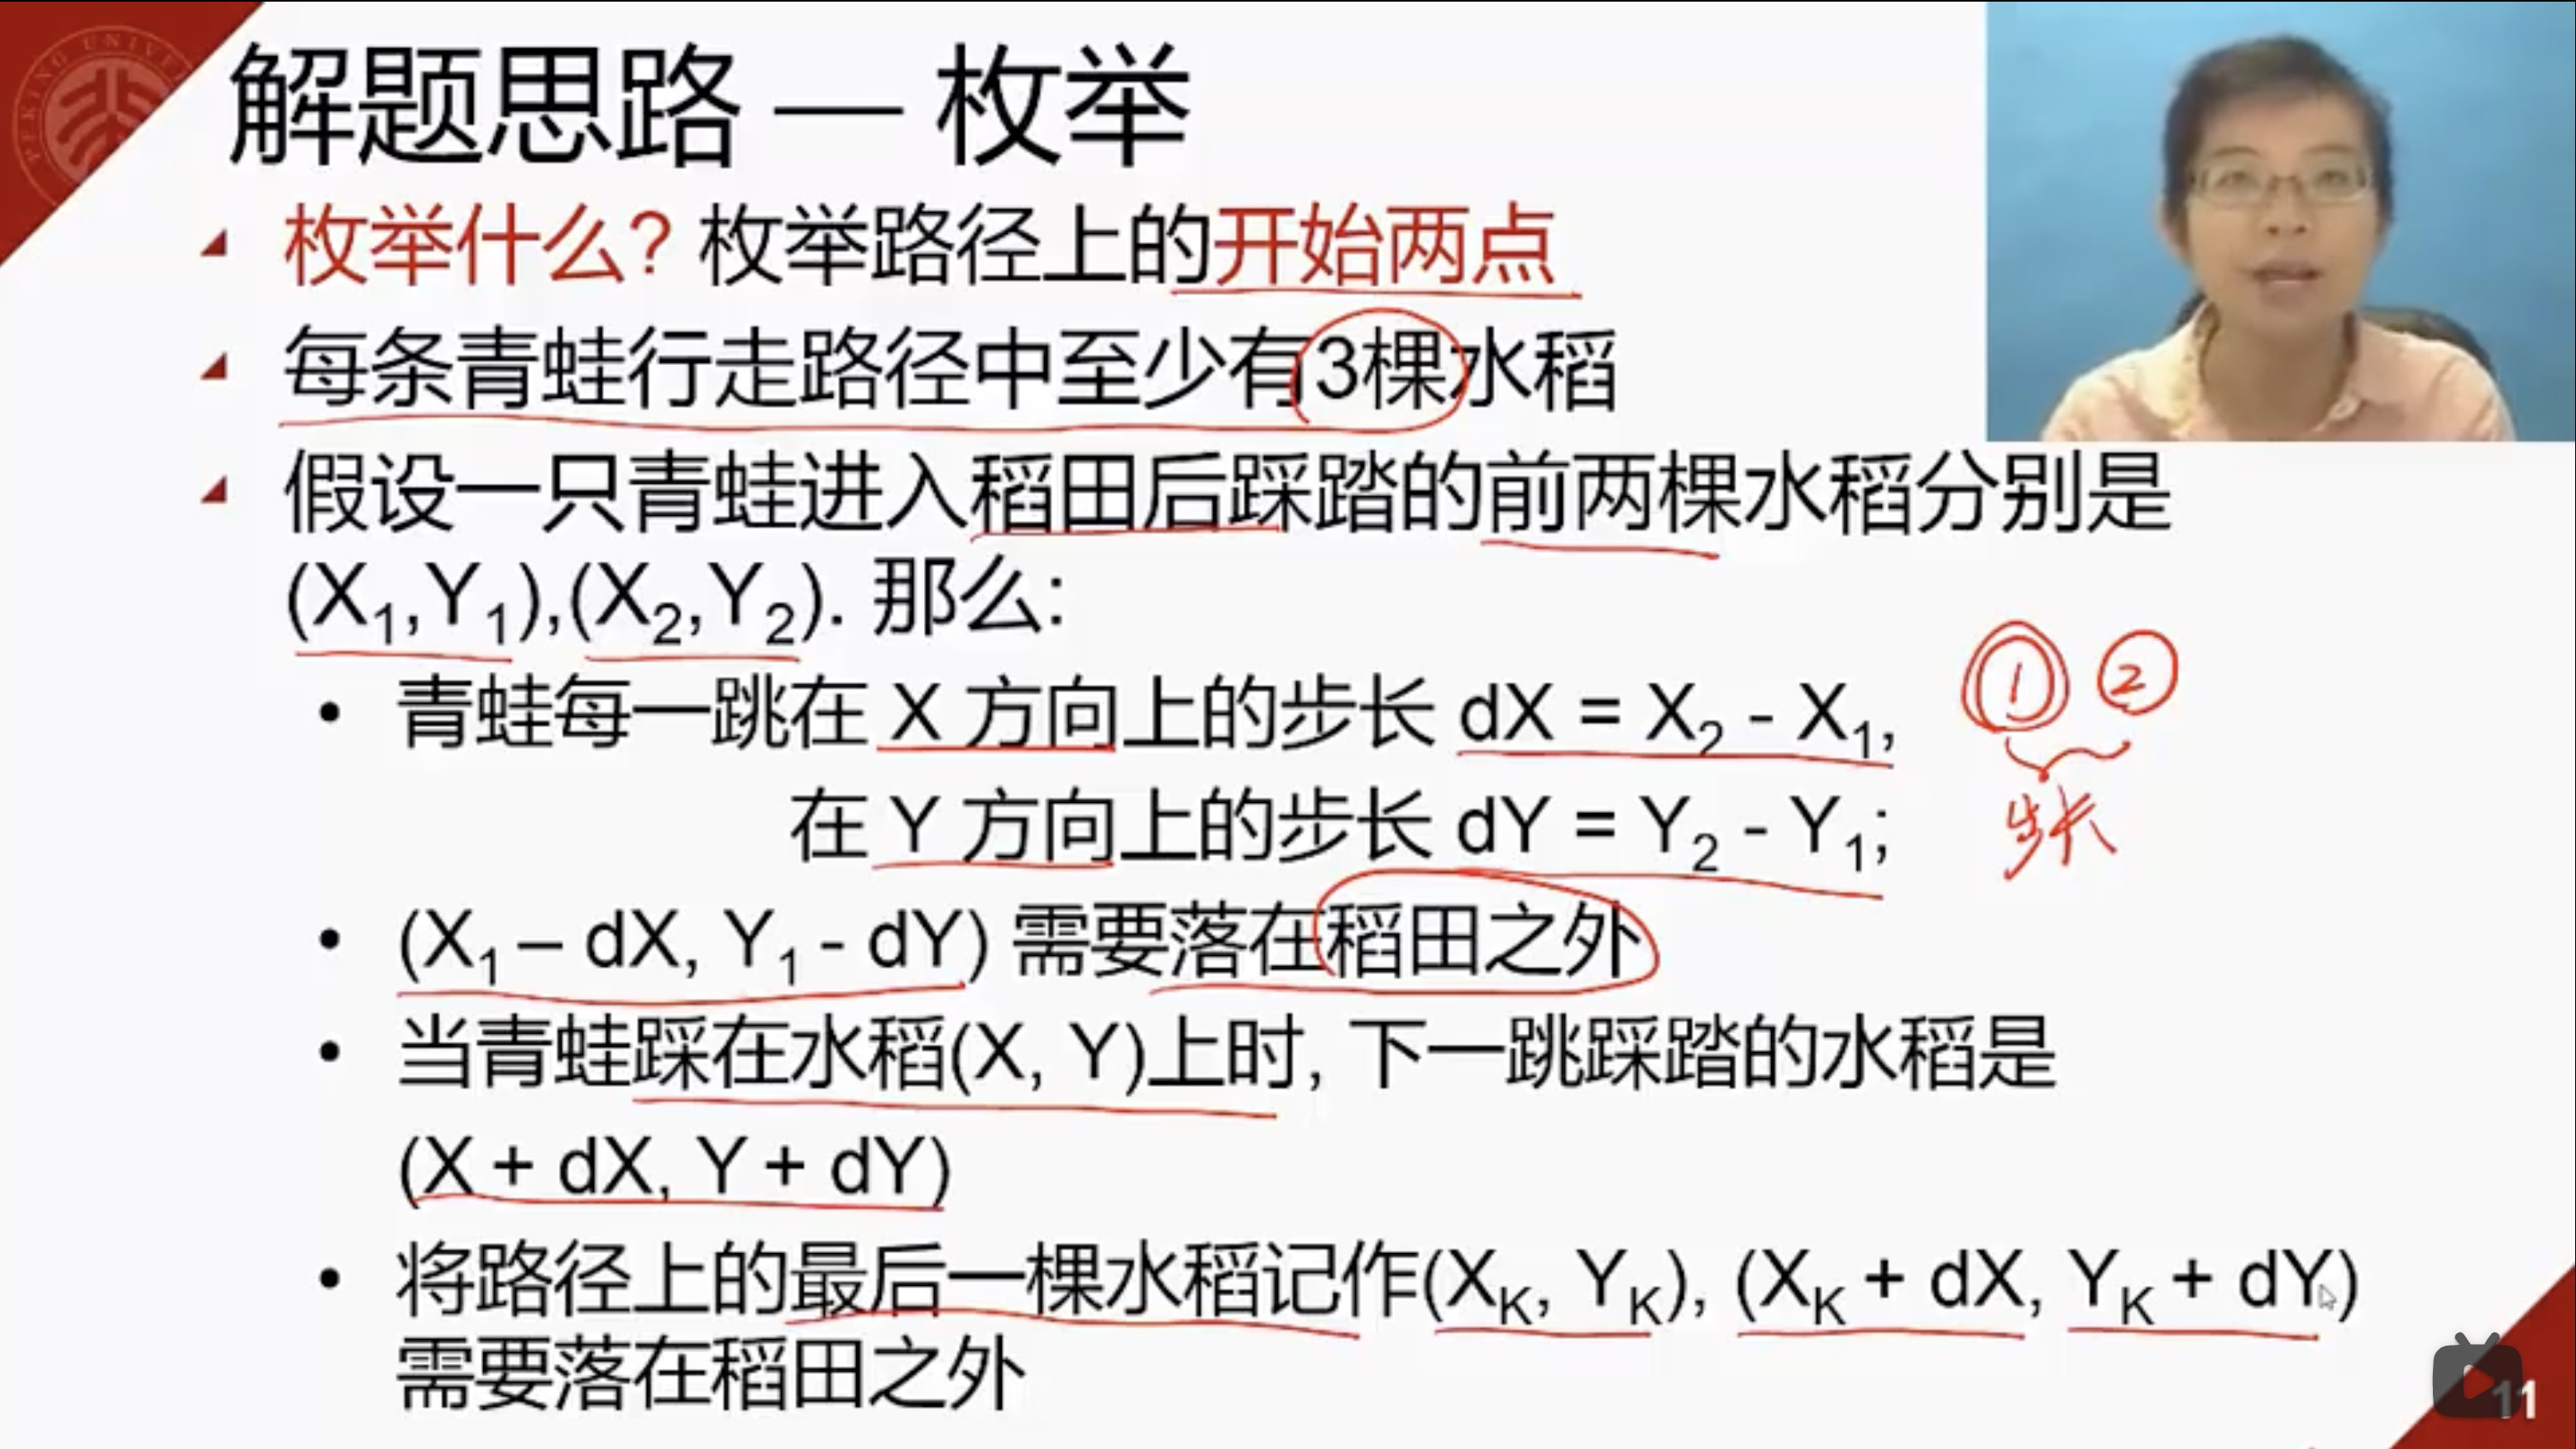 解题思路 — 枚举
枚举什么? 枚举路径上的开始两点
每条青蛙行走路径中至少有3棵水稻
假设一只青蛙进入稻田后踩踏的前两棵水稻分别是
(X1,Y1),(X2,Y2). 那么:
① ②
• 青蛙每一跳在 X 方向上的步长 dX = X2 - X1,
步长
在 Y 方向上的步长 dY = Y2 - Y1;
• (X1 – dX, Y1 - dY) 需要落在稻田之外
• 当青蛙踩在水稻(X, Y)上时, 下一跳踩踏的水稻是
(X + dX, Y + dY)
• 将路径上的最后一棵水稻记作(XK, YK), (XK + dX, YK + dY)
需要落在稻田之外
11